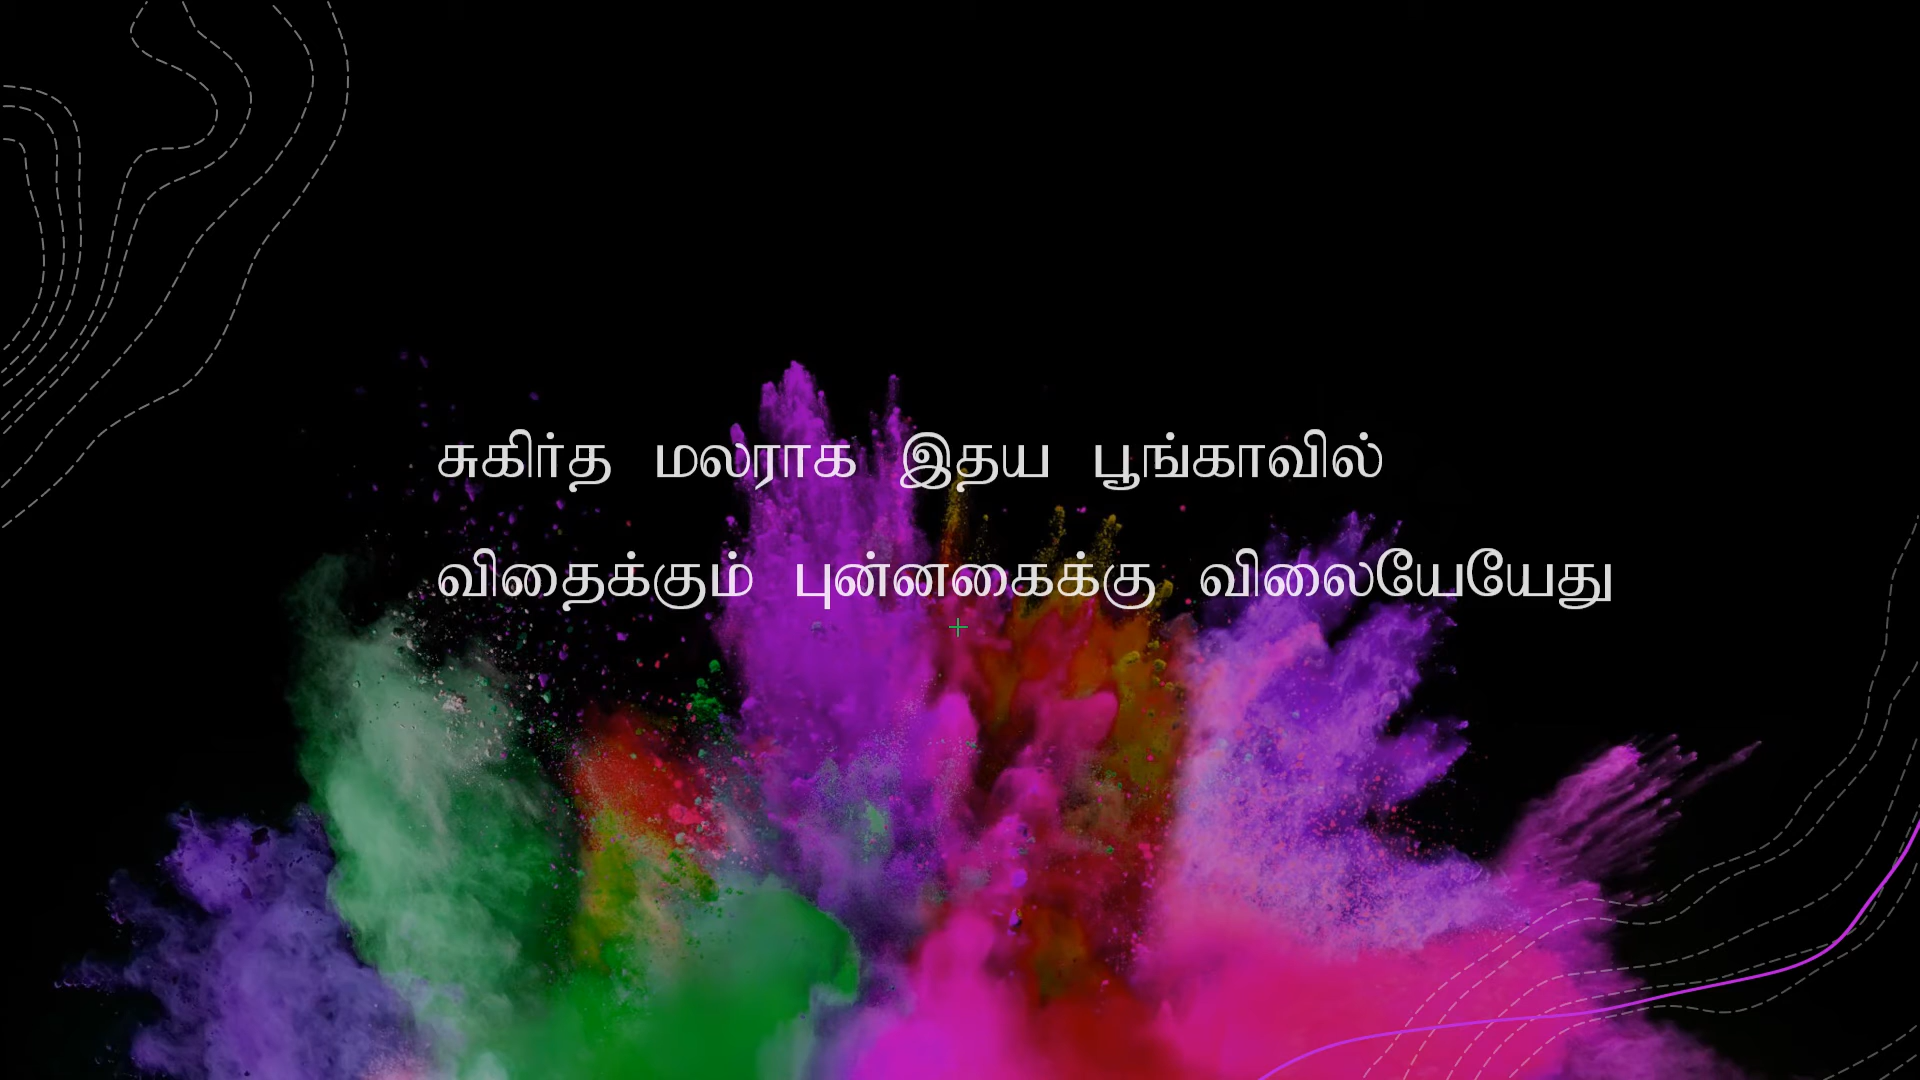 சுகிர்த மலராக இதய பூங்காவில்
விதைக்கும் புன்னகைக்கு விலையேயேது